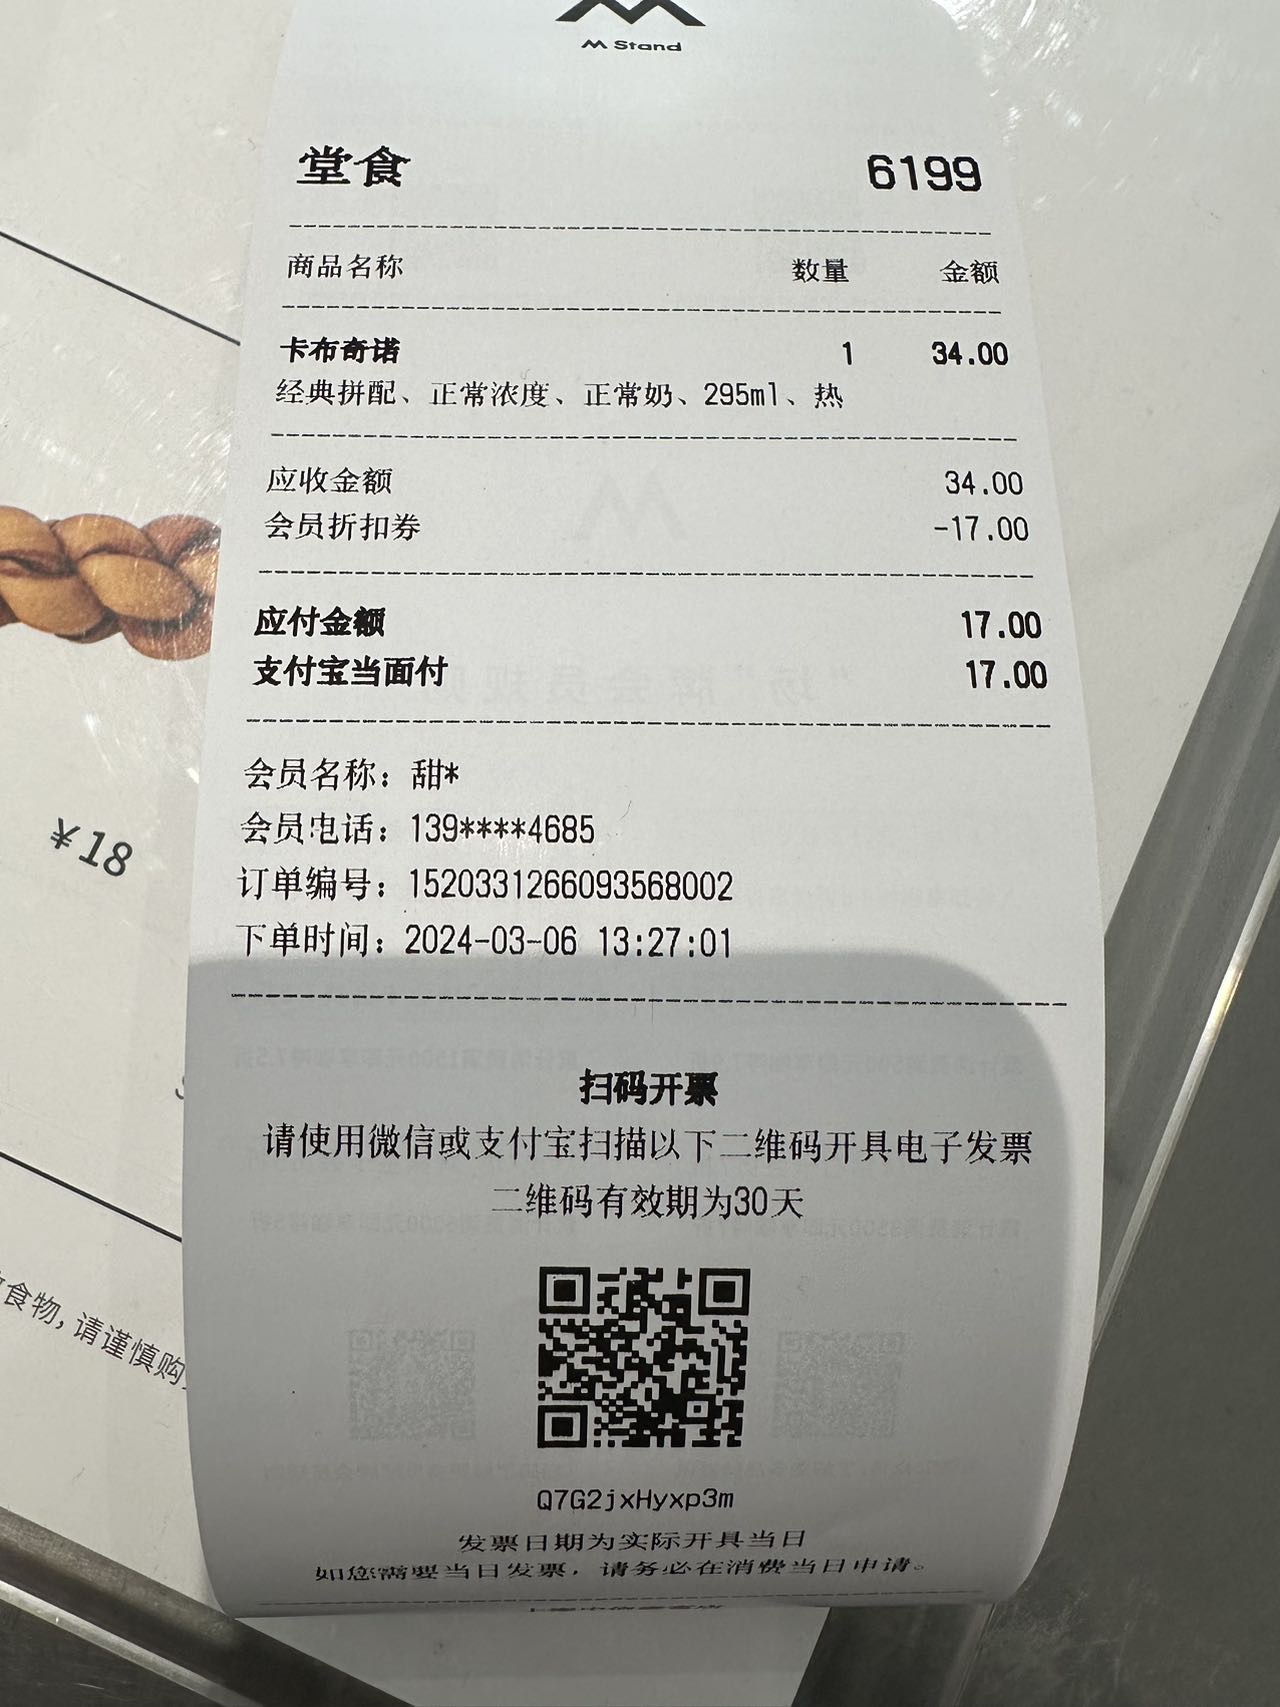 M Stand
堂食 6199
商品名称 数量 金额
卡布奇诺 1 34.00
经典拼配、正常浓度、正常奶、295ml、热
应收金额 34.00
会员折扣券 -17.00
应付金额 17.00
支付宝当面付 17.00
会员名称：甜*
会员电话：139****4685
订单编号：1520331266093568002
下单时间：2024-03-06 13:27:01
扫码开票
请使用微信或支付宝扫描以下二维码开具电子发票
二维码有效期为30天
Q7G2jxHyxp3m
发票日期为实际开具当日
如您需要当日发票，请务必在消费当日申请。
¥18
食物, 请谨慎购